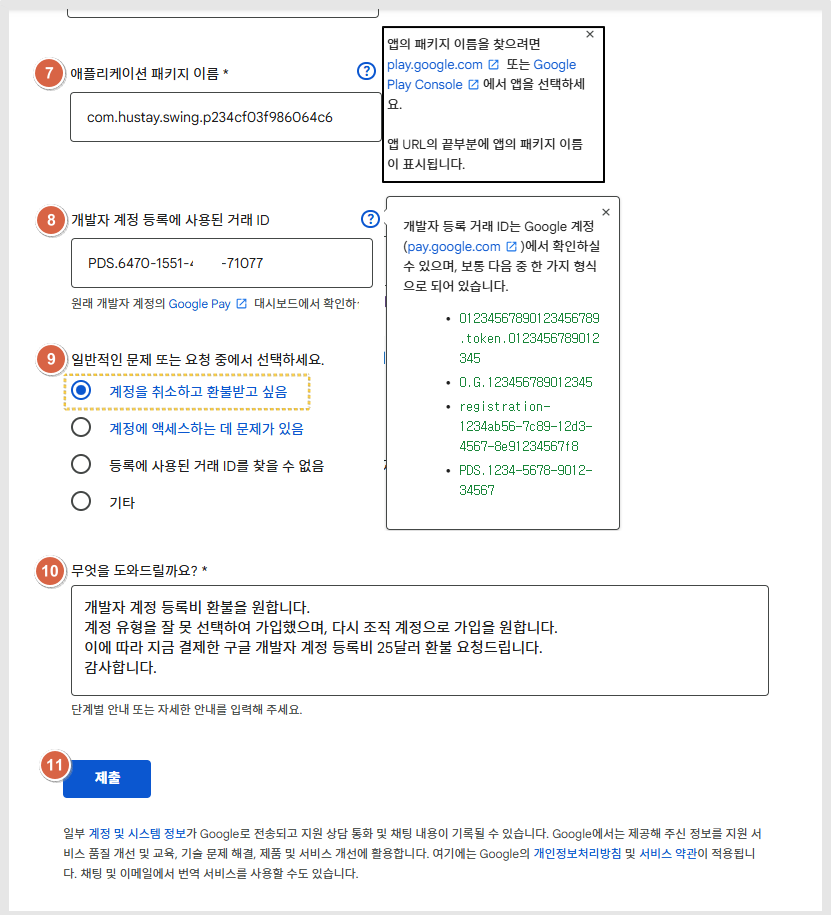 7 애플리케이션 패키지 이름 *
com.hustay.swing.p234cf03f986064c6
앱의 패키지 이름을 찾으려면
play.google.com 또는 Google
Play Console 에서 앱을 선택하세
요.
앱 URL의 끝부분에 앱의 패키지 이름
이 표시됩니다.
8 개발자 계정 등록에 사용된 거래 ID
PDS.6470-1551- -71077
원래 개발자 계정의 Google Pay 대시보드에서 확인하
개발자 등록 거래 ID는 Google 계정
(pay.google.com )에서 확인하실
수 있으며, 보통 다음 중 한 가지 형식
으로 되어 있습니다.
• 01234567890123456789
.token.0123456789012
345
• O.G.123456789012345
• registration-
1234ab56-7c89-12d3-
4567-8e91234567f8
• PDS.1234-5678-9012-
34567
9 일반적인 문제 또는 요청 중에서 선택하세요.
계정을 취소하고 환불받고 싶음
계정에 액세스하는 데 문제가 있음
등록에 사용된 거래 ID를 찾을 수 없음
기타
10 무엇을 도와드릴까요? *
개발자 계정 등록비 환불을 원합니다.
계정 유형을 잘 못 선택하여 가입했으며, 다시 조직 계정으로 가입을 원합니다.
이에 따라 지금 결제한 구글 개발자 계정 등록비 25달러 환불 요청드립니다.
감사합니다.
단계별 안내 또는 자세한 안내를 입력해 주세요.
11 제출
일부 계정 및 시스템 정보가 Google로 전송되고 지원 상담 통화 및 채팅 내용이 기록될 수 있습니다. Google에서는 제공해 주신 정보를 지원 서
비스 품질 개선 및 교육, 기술 문제 해결, 제품 및 서비스 개선에 활용합니다. 여기에는 Google의 개인정보처리방침 및 서비스 약관이 적용됩니
다. 채팅 및 이메일에서 번역 서비스를 사용할 수도 있습니다.